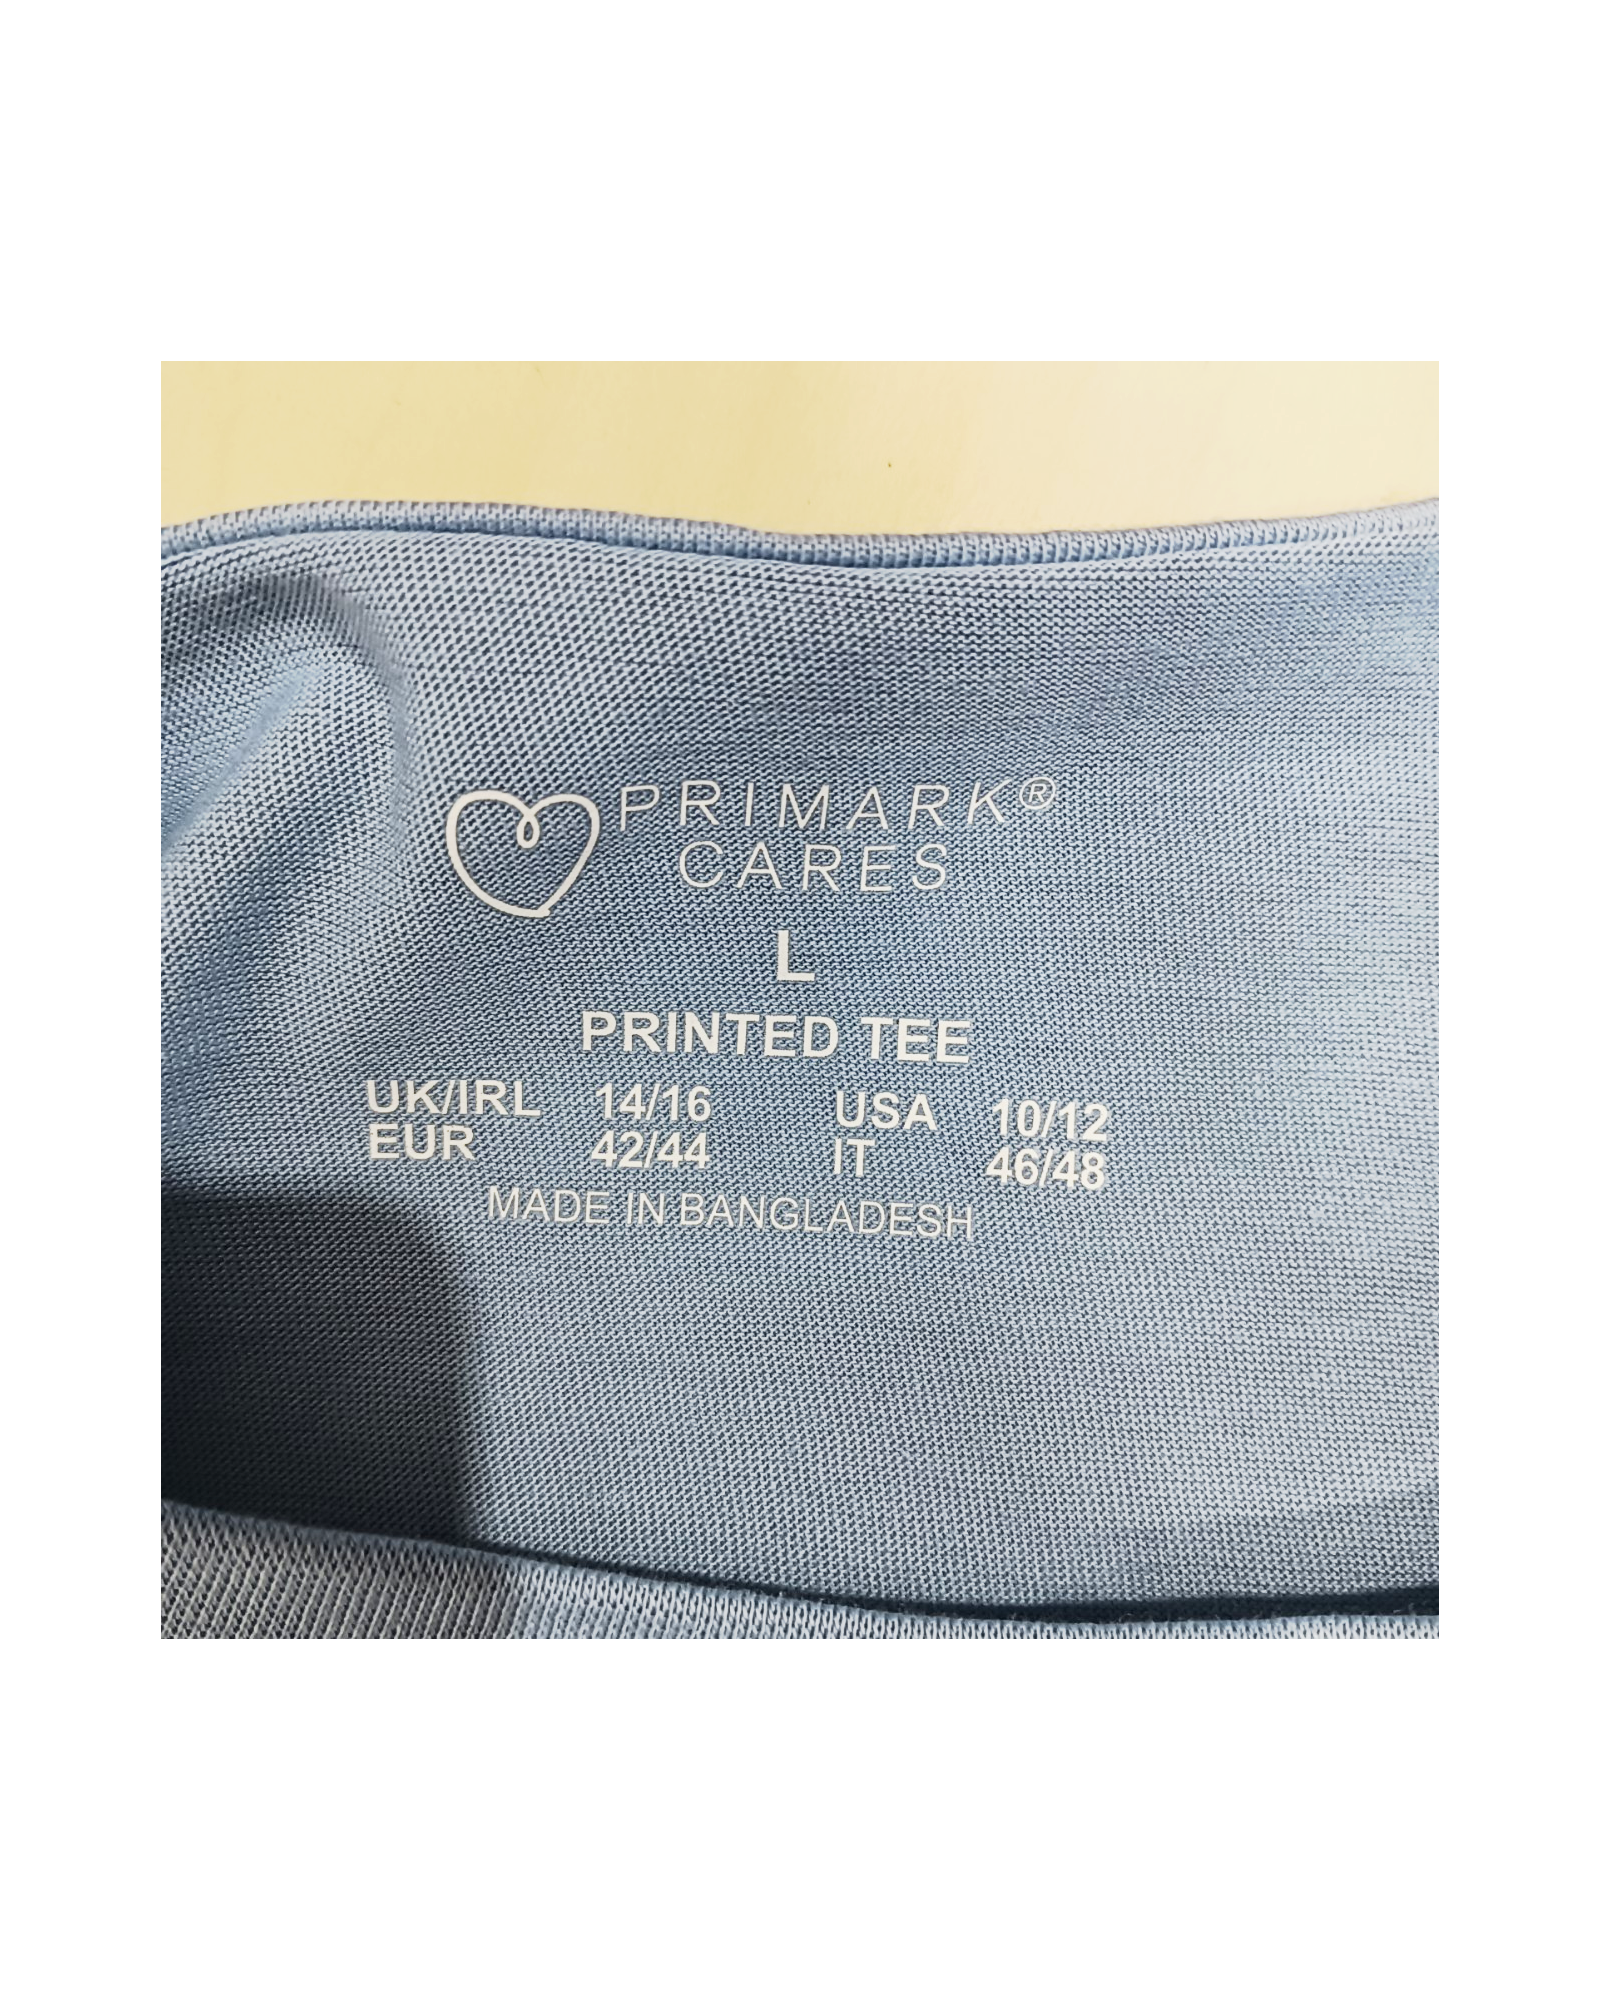 PRIMARK®
CARES
L
PRINTED TEE
UK/IRL 14/16 USA 10/12
EUR 42/44 IT 46/48
MADE IN BANGLADESH